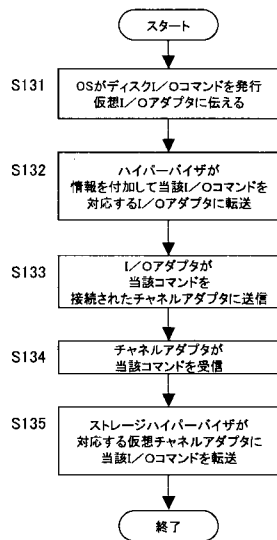 スタート
S131
OSがディスクI/Oコマンドを発行
仮想I/Oアダプタに伝える
S132
ハイパーバイザが
情報を付加して当該I/Oコマンドを
対応するI/Oアダプタに転送
S133
I/Oアダプタが
当該コマンドを
接続されたチャネルアダプタに送信
S134
チャネルアダプタが
当該コマンドを受信
S135
ストレージハイパーバイザが
対応する仮想チャネルアダプタに
当該I/Oコマンドを転送
終了